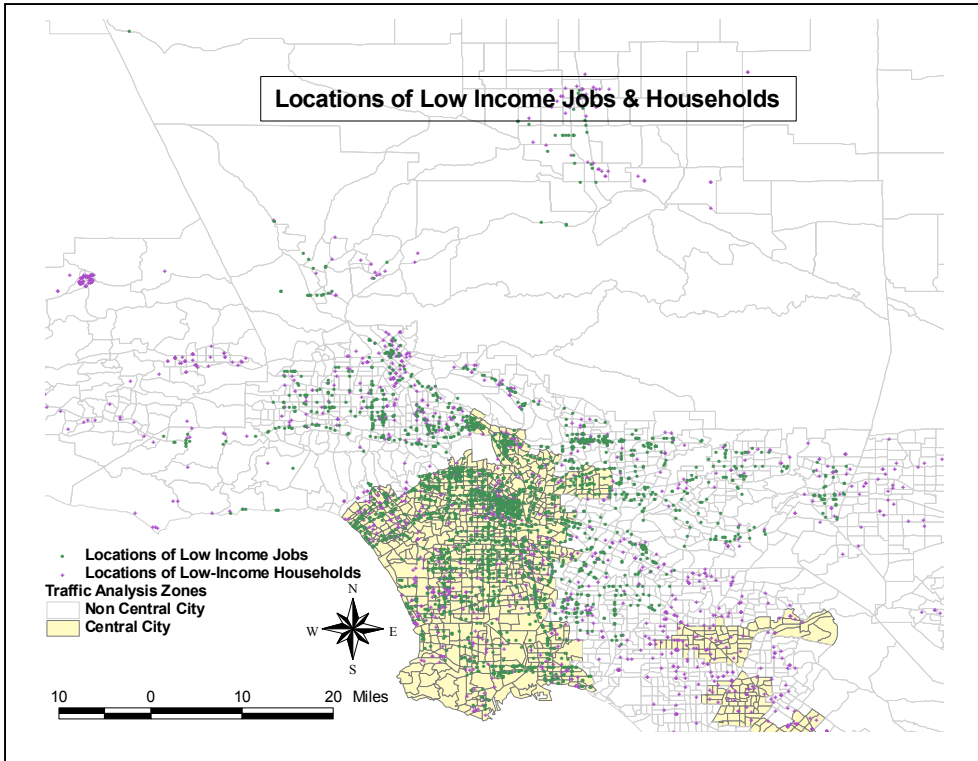 Locations of Low Income Jobs & Households
Locations of Low Income Jobs
Locations of Low-Income Households
Traffic Analysis Zones
Non Central City
Central City
N
W E
S
10 0 10 20 Miles